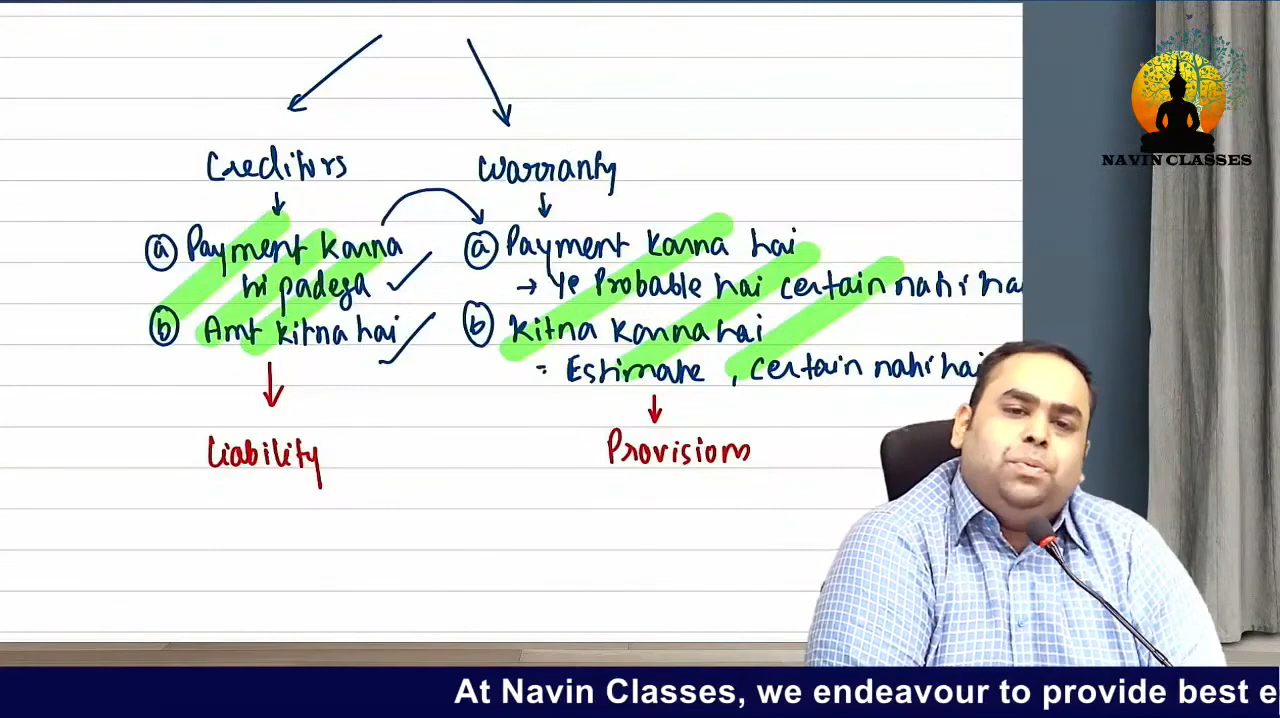 NAVIN CLASSES
Creditors
Warranty
(a) Payment karna
hi padega ✓
(b) Amt kitna hai ✓
↓
Liability
(a) Payment karna hai
→ Ye Probable hai certain nahi ha
(b) Kitna karna hai
= Estimate, certain nahi hai
↓
Provisions
At Navin Classes, we endeavour to provide best e